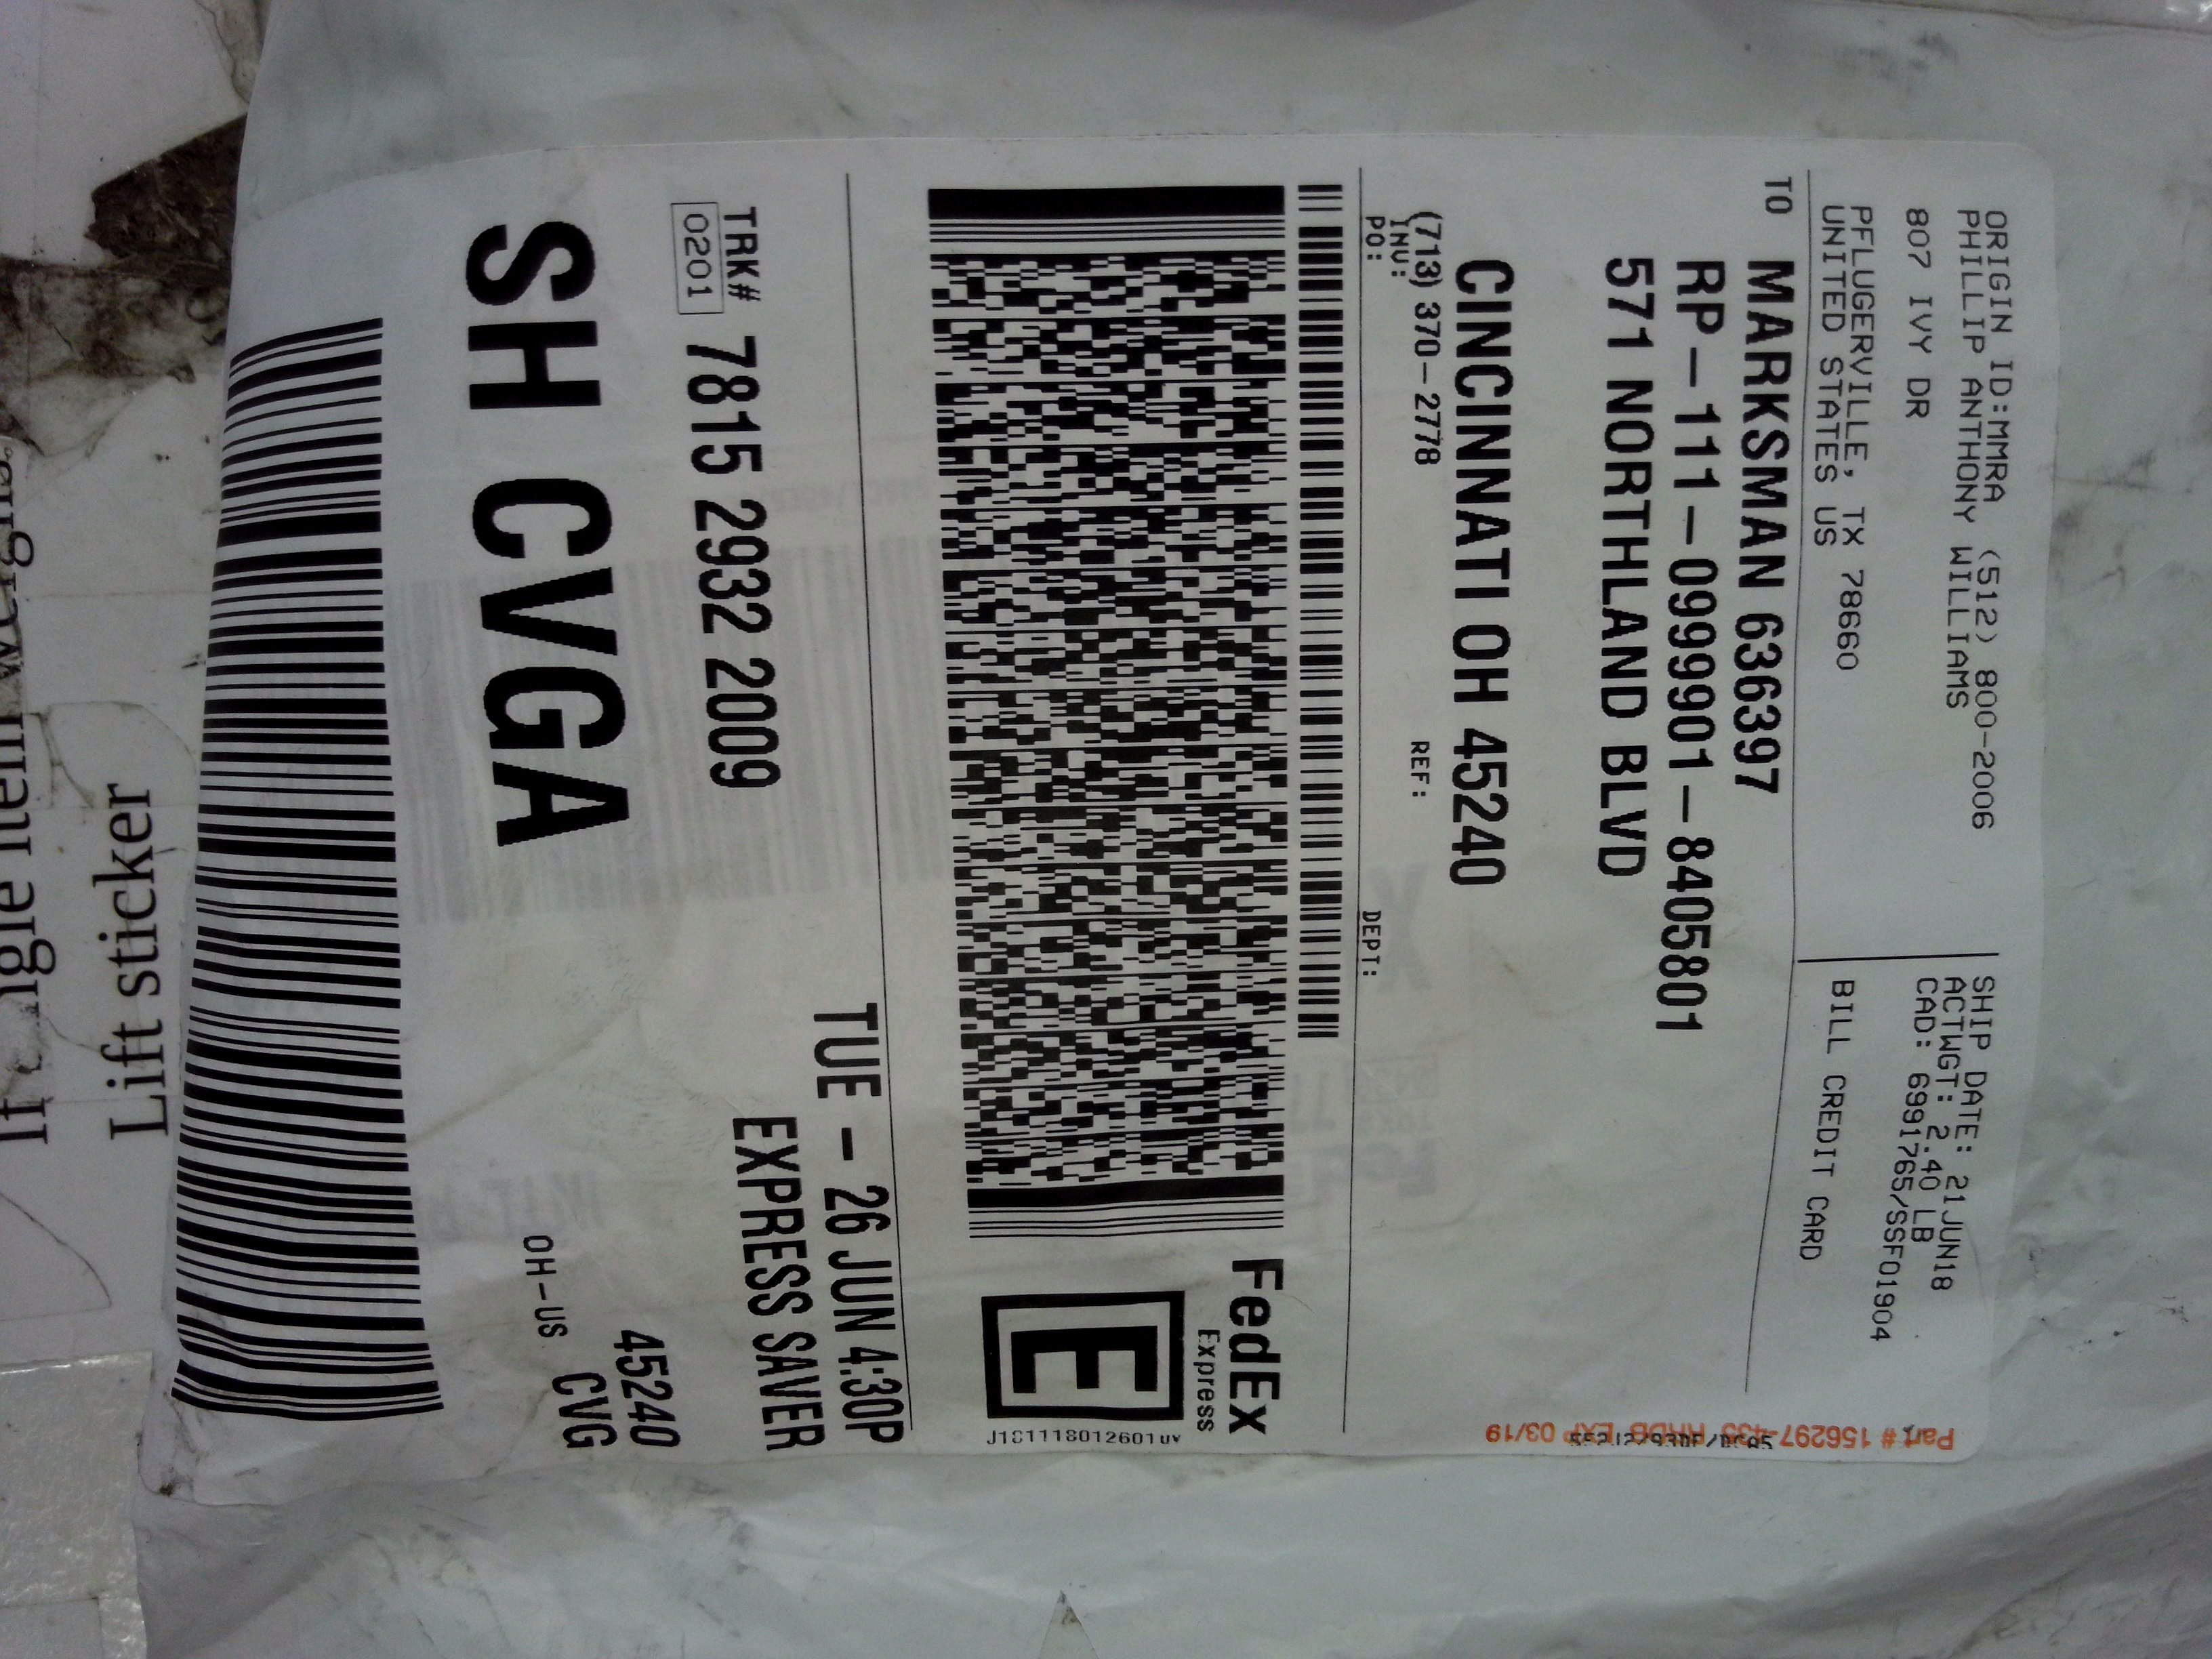 ORIGIN ID:MMRA (512) 800-2006
PHILLIP ANTHONY WILLIAMS
807 IVY DR
PFLUGERVILLE, TX 78660
UNITED STATES US
SHIP DATE: 21JUN18
ACTWGT: 2.40 LB
CAD: 6991765/SSF01904
BILL CREDIT CARD
TO MARKSMAN 636397
RP-111-0999901-8405801
571 NORTHLAND BLVD
CINCINNATI OH 45240
(713) 370-2778 REF:
INV:
PO: DEPT:
FedEx
Express
E
J181118012601uv
Part # 156297-435 RRDB EXP 03/19
TUE - 26 JUN 4:30P
EXPRESS SAVER
TRK# 7815 2932 2009
0201
45240
SH CVGA
OH-US CVG
Lift sticker